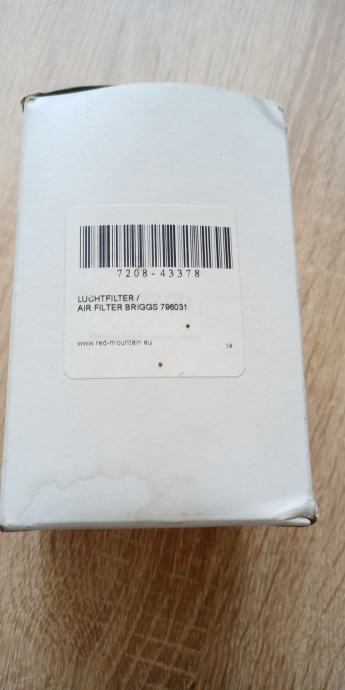 7208-43378
LUCHTFILTER /
AIR FILTER BRIGGS 796031
www.red-mountain.eu 14